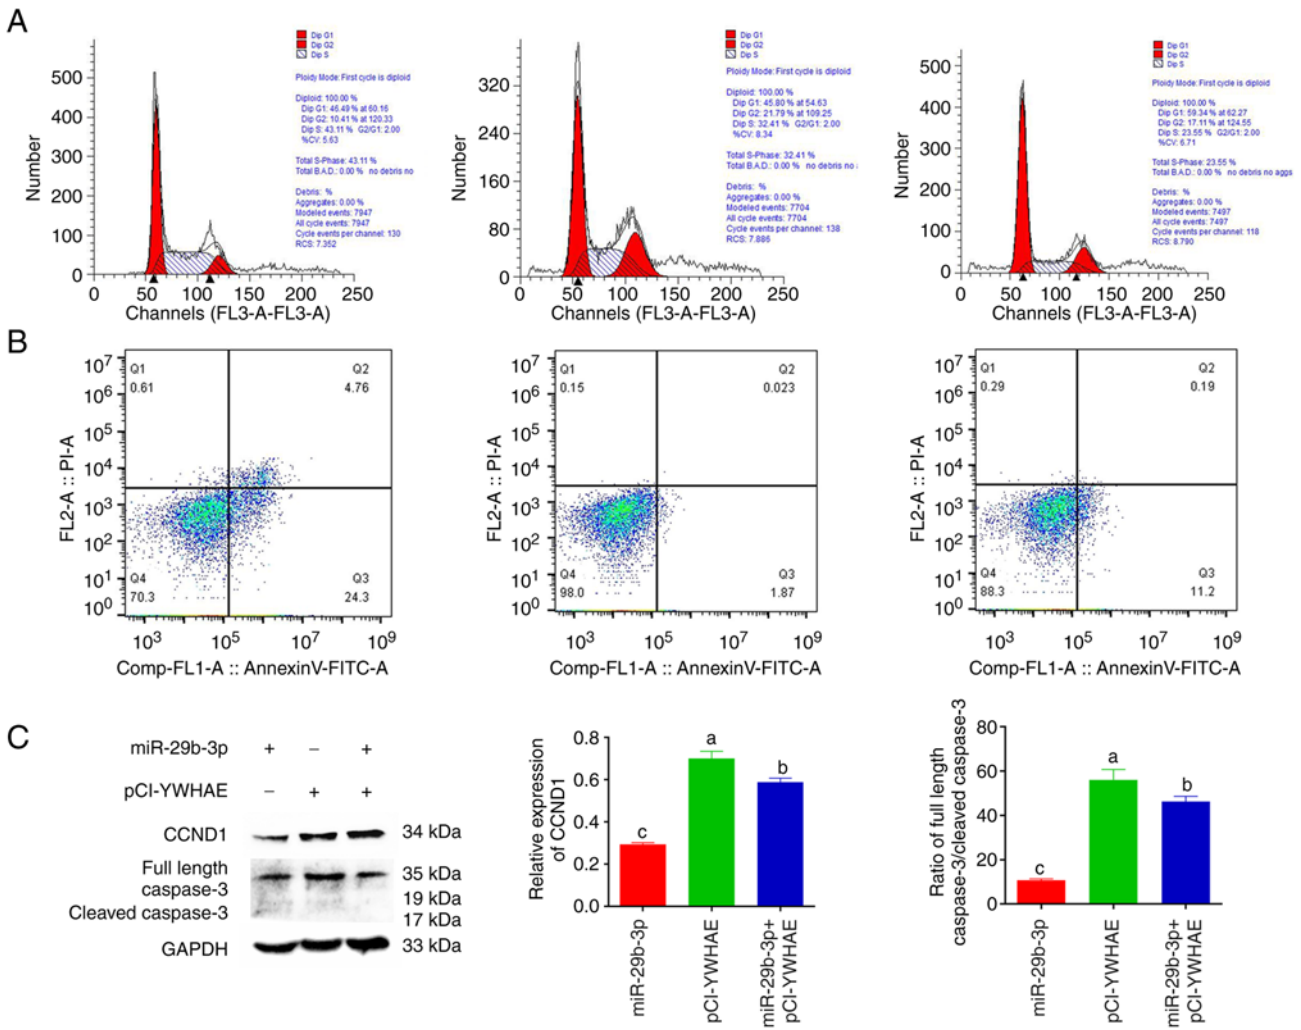 A
Dip G1
Dip G2
Dip S
Ploidy Mode: First cycle is diploid
Diploid: 100.00 %
Dip G1: 46.49 % at 60.16
Dip G2: 10.41 % at 120.33
Dip S: 43.11 % G2/G1: 2.00
%CV: 5.63
Total S-Phase: 43.11 %
Total B.A.D.: 0.00 % no debris no
Debris: %
Aggregates: 0.00 %
Modeled events: 7947
All cycle events: 7947
Cycle events per channel: 130
RCS: 7.352
Number
500
400
300
200
100
0
0 50 100 150 200 250
Channels (FL3-A-FL3-A)
Dip G1
Dip G2
Dip S
Ploidy Mode: First cycle is diploid
Diploid: 100.00 %
Dip G1: 45.80 % at 54.63
Dip G2: 21.79 % at 109.25
Dip S: 32.41 % G2/G1: 2.00
%CV: 8.34
Total S-Phase: 32.41 %
Total B.A.D.: 0.00 % no debris no
Debris: %
Aggregates: 0.00 %
Modeled events: 7704
All cycle events: 7704
Cycle events per channel: 138
RCS: 7.886
Number
320
240
160
80
0
0 50 100 150 200 250
Channels (FL3-A-FL3-A)
Dip G1
Dip G2
Dip S
Ploidy Mode: First cycle is diploid
Diploid: 100.00 %
Dip G1: 59.34 % at 62.27
Dip G2: 17.11 % at 124.55
Dip S: 23.55 % G2/G1: 2.00
%CV: 6.71
Total S-Phase: 23.55 %
Total B.A.D.: 0.00 % no debris no aggs
Debris: %
Aggregates: 0.00 %
Modeled events: 7497
All cycle events: 7497
Cycle events per channel: 118
RCS: 8.790
Number
500
400
300
200
100
0
0 50 100 150 200 250
Channels (FL3-A-FL3-A)
B
FL2-A :: PI-A
10⁷
10⁶
10⁵
10⁴
10³
10²
10¹
10⁰
Q1
0.61
Q2
4.76
Q4
70.3
Q3
24.3
10³ 10⁵ 10⁷ 10⁹
Comp-FL1-A :: AnnexinV-FITC-A
FL2-A :: PI-A
10⁷
10⁶
10⁵
10⁴
10³
10²
10¹
10⁰
Q1
0.15
Q2
0.023
Q4
98.0
Q3
1.87
10³ 10⁵ 10⁷ 10⁹
Comp-FL1-A :: AnnexinV-FITC-A
FL2-A :: PI-A
10⁷
10⁶
10⁵
10⁴
10³
10²
10¹
10⁰
Q1
0.29
Q2
0.19
Q4
88.3
Q3
11.2
10³ 10⁵ 10⁷ 10⁹
Comp-FL1-A :: AnnexinV-FITC-A
C
miR-29b-3p + − +
pCI-YWHAE − + +
CCND1 34 kDa
Full length
caspase-3
35 kDa
19 kDa
Cleaved caspase-3
17 kDa
GAPDH 33 kDa
Relative expression
of CCND1
0.8
0.6
0.4
0.2
0.0
c
a
b
miR-29b-3p
pCI-YWHAE
miR-29b-3p+
pCI-YWHAE
Ratio of full length
caspase-3/cleaved caspase-3
80
60
40
20
0
c
a
b
miR-29b-3p
pCI-YWHAE
miR-29b-3p+
pCI-YWHAE